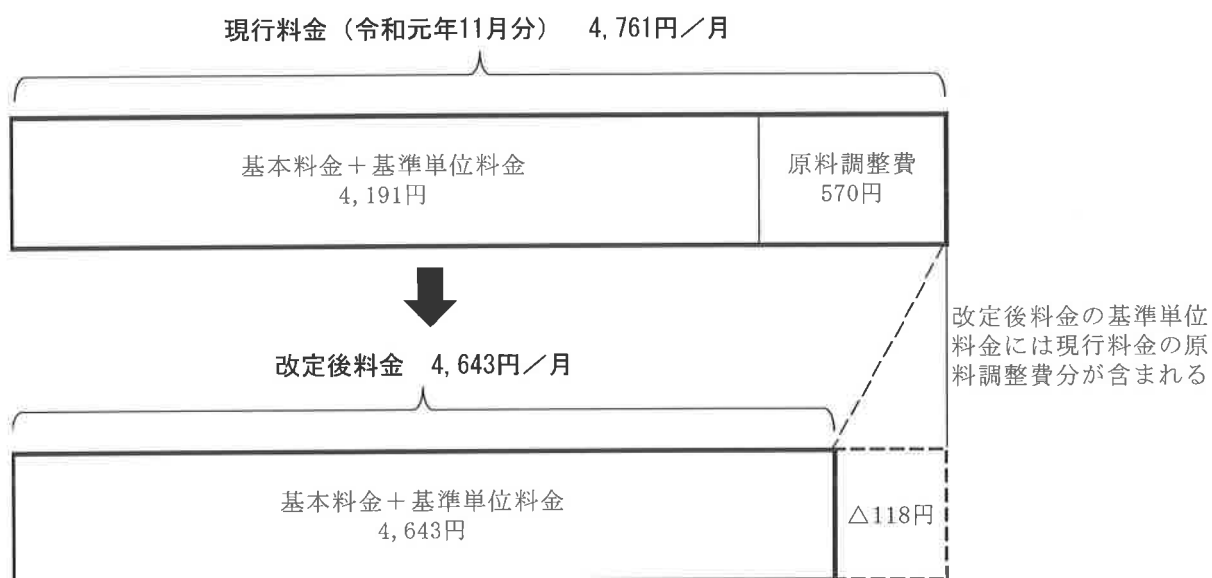 現行料金（令和元年11月分）　4,761円／月
基本料金＋基準単位料金
4,191円
原料調整費
570円
改定後料金の基準単位
料金には現行料金の原
料調整費分が含まれる
改定後料金　4,643円／月
基本料金＋基準単位料金
4,643円
△118円